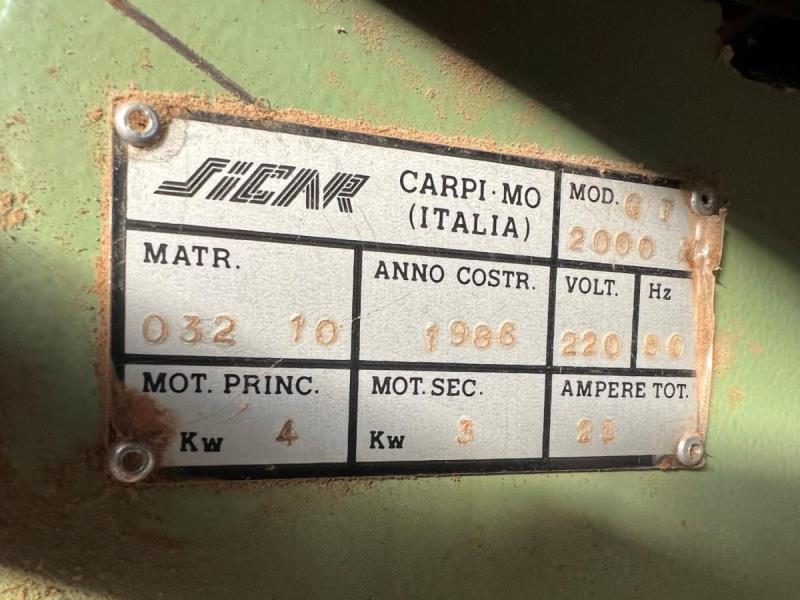 SICAR
CARPI·MO
(ITALIA)
MOD. G T
2000
MATR.
032 10
ANNO COSTR.
1986
VOLT.
220
Hz
MOT. PRINC.
Kw 4
MOT. SEC.
Kw 3
AMPERE TOT.